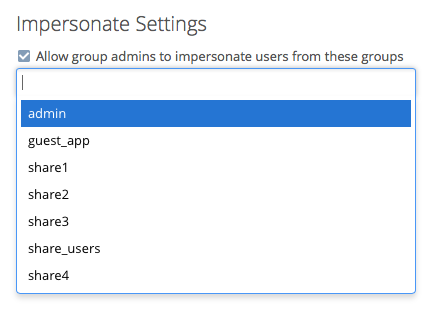 Impersonate Settings
Allow group admins to impersonate users from these groups
admin
guest_app
share1
share2
share3
share_users
share4